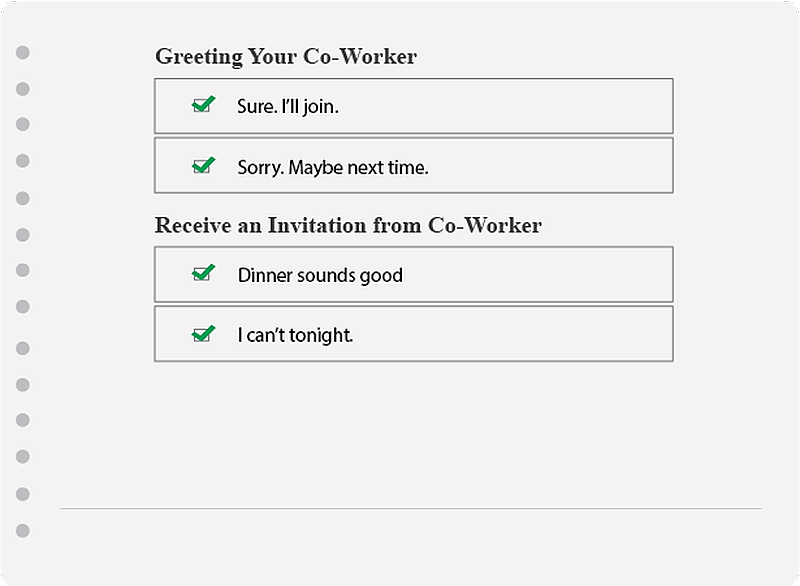 Greeting Your Co-Worker
Sure. I’ll join.
Sorry. Maybe next time.
Receive an Invitation from Co-Worker
Dinner sounds good
I can’t tonight.